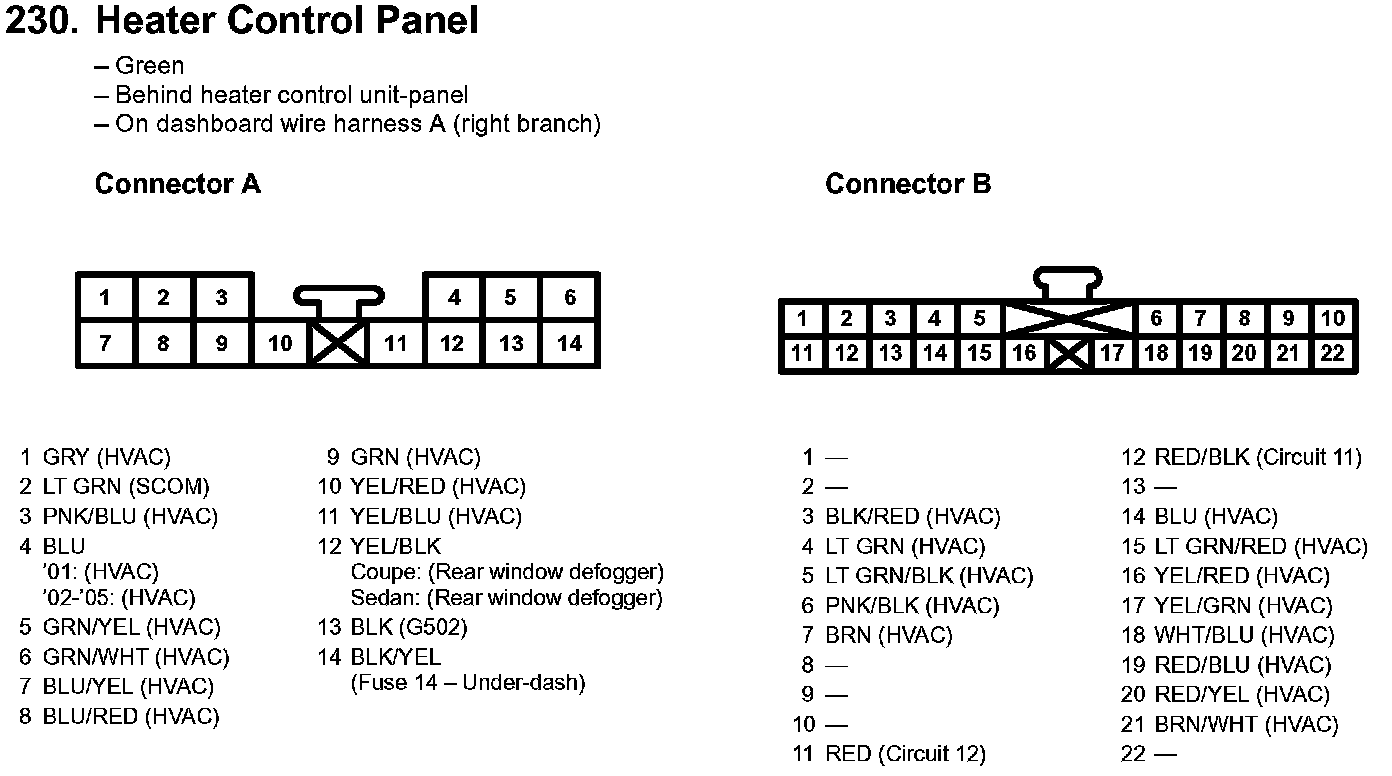 230. Heater Control Panel
– Green
– Behind heater control unit-panel
– On dashboard wire harness A (right branch)
Connector A
1 2 3 4 5 6
7 8 9 10 11 12 13 14
1 GRY (HVAC)
2 LT GRN (SCOM)
3 PNK/BLU (HVAC)
4 BLU
'01: (HVAC)
'02-'05: (HVAC)
5 GRN/YEL (HVAC)
6 GRN/WHT (HVAC)
7 BLU/YEL (HVAC)
8 BLU/RED (HVAC)
9 GRN (HVAC)
10 YEL/RED (HVAC)
11 YEL/BLU (HVAC)
12 YEL/BLK
Coupe: (Rear window defogger)
Sedan: (Rear window defogger)
13 BLK (G502)
14 BLK/YEL
(Fuse 14 – Under-dash)
Connector B
1 2 3 4 5 6 7 8 9 10
11 12 13 14 15 16 17 18 19 20 21 22
1 —
2 —
3 BLK/RED (HVAC)
4 LT GRN (HVAC)
5 LT GRN/BLK (HVAC)
6 PNK/BLK (HVAC)
7 BRN (HVAC)
8 —
9 —
10 —
11 RED (Circuit 12)
12 RED/BLK (Circuit 11)
13 —
14 BLU (HVAC)
15 LT GRN/RED (HVAC)
16 YEL/RED (HVAC)
17 YEL/GRN (HVAC)
18 WHT/BLU (HVAC)
19 RED/BLU (HVAC)
20 RED/YEL (HVAC)
21 BRN/WHT (HVAC)
22 —